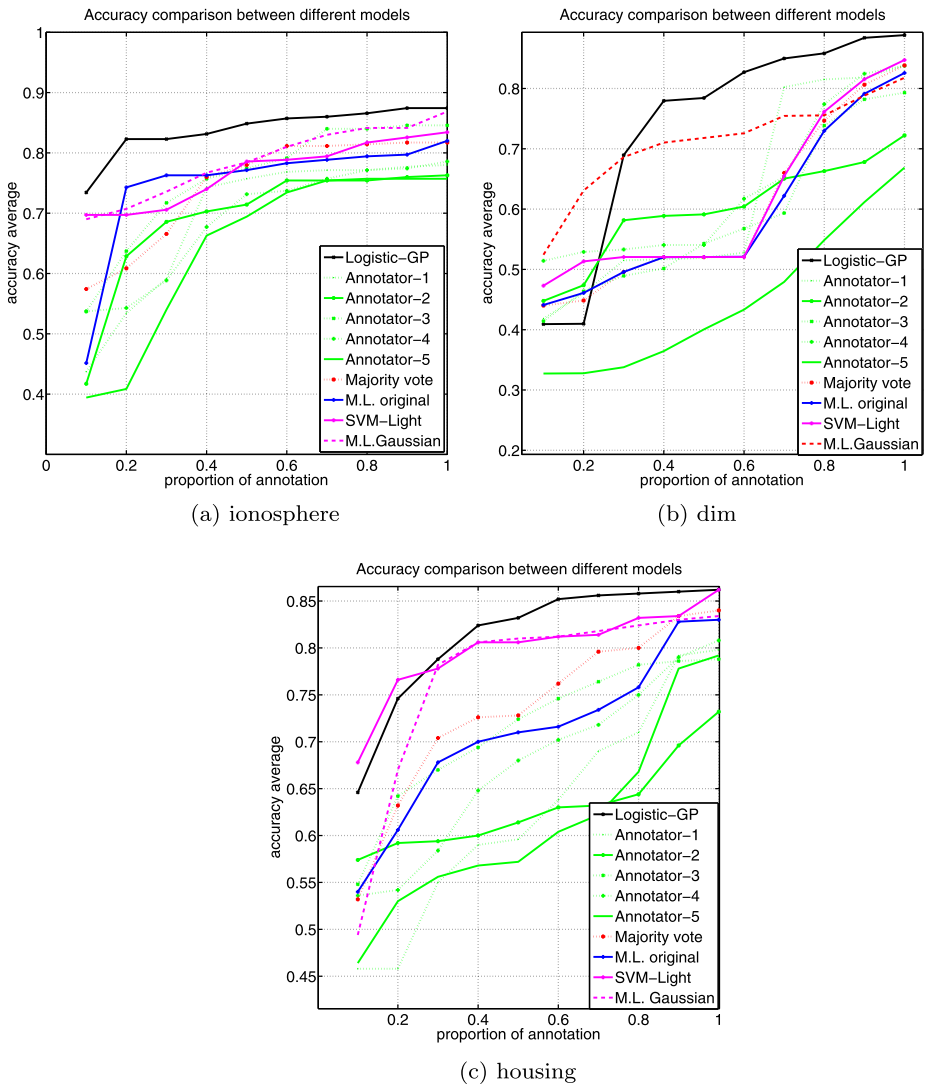 Accuracy comparison between different models
1
0.9
0.8
0.7
0.6
0.5
0.4
accuracy average
0
0.2
0.4
0.6
0.8
1
proportion of annotation
Logistic−GP
Annotator−1
Annotator−2
Annotator−3
Annotator−4
Annotator−5
Majority vote
M.L. original
SVM−Light
M.L.Gaussian
(a) ionosphere
Accuracy comparison between different models
0.8
0.7
0.6
0.5
0.4
0.3
0.2
accuracy average
0.2
0.4
0.6
0.8
1
proportion of annotation
Logistic−GP
Annotator−1
Annotator−2
Annotator−3
Annotator−4
Annotator−5
Majority vote
M.L. original
SVM−Light
M.L.Gaussian
(b) dim
Accuracy comparison between different models
0.85
0.8
0.75
0.7
0.65
0.6
0.55
0.5
0.45
accuracy average
0.2
0.4
0.6
0.8
1
proportion of annotation
Logistic−GP
Annotator−1
Annotator−2
Annotator−3
Annotator−4
Annotator−5
Majority vote
M.L. original
SVM−Light
M.L. Gaussian
(c) housing